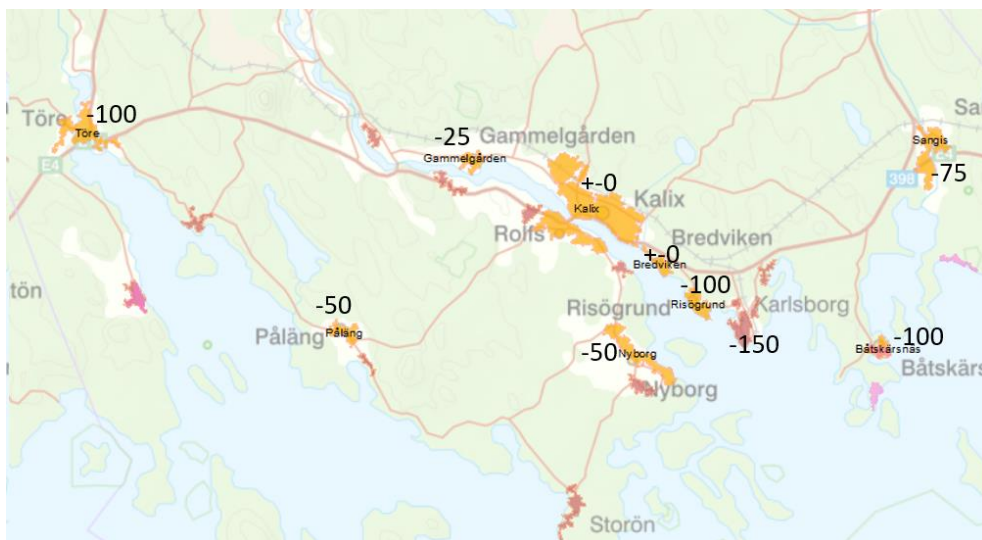 Töre
-100
Töre
E4
-25
Gammelgården
Gammelgården
+-0
Kalix
Kalix
Rolfs
Sangis
398
-75
Bredviken
+-0
Bredviken
-100
Risögrund
Karlsborg
-150
tön
-50
Påläng
Påläng
Risögrund
-50
Nyborg
Nyborg
-100
Båtskärsnäs
Båtskärs
Storön
Sa